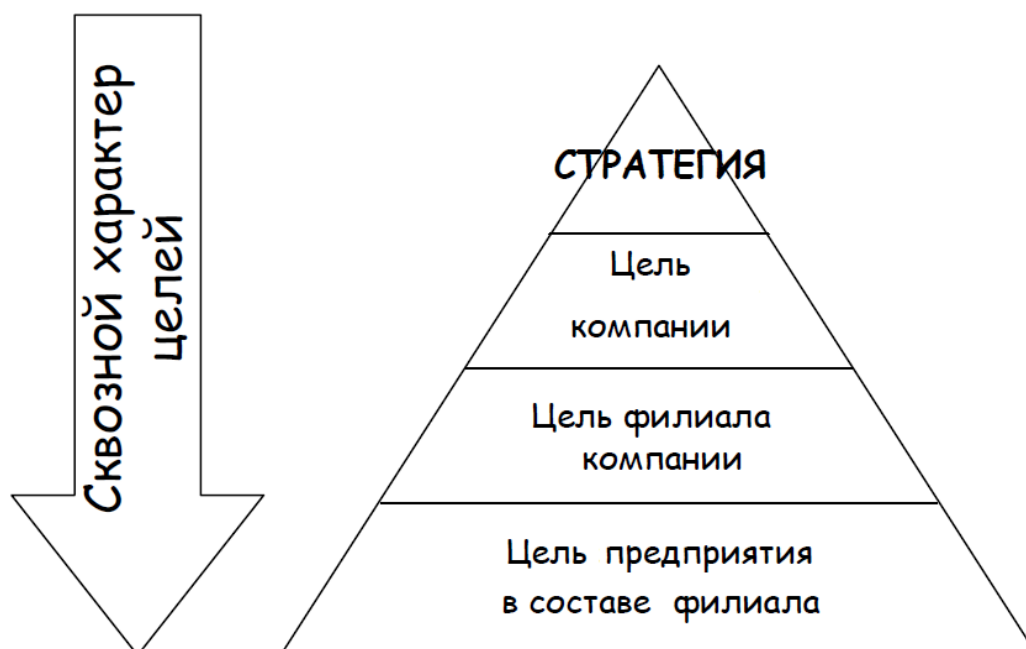 Сквозной характер
целей
СТРАТЕГИЯ
Цель
компании
Цель филиала
компании
Цель предприятия
в составе филиала